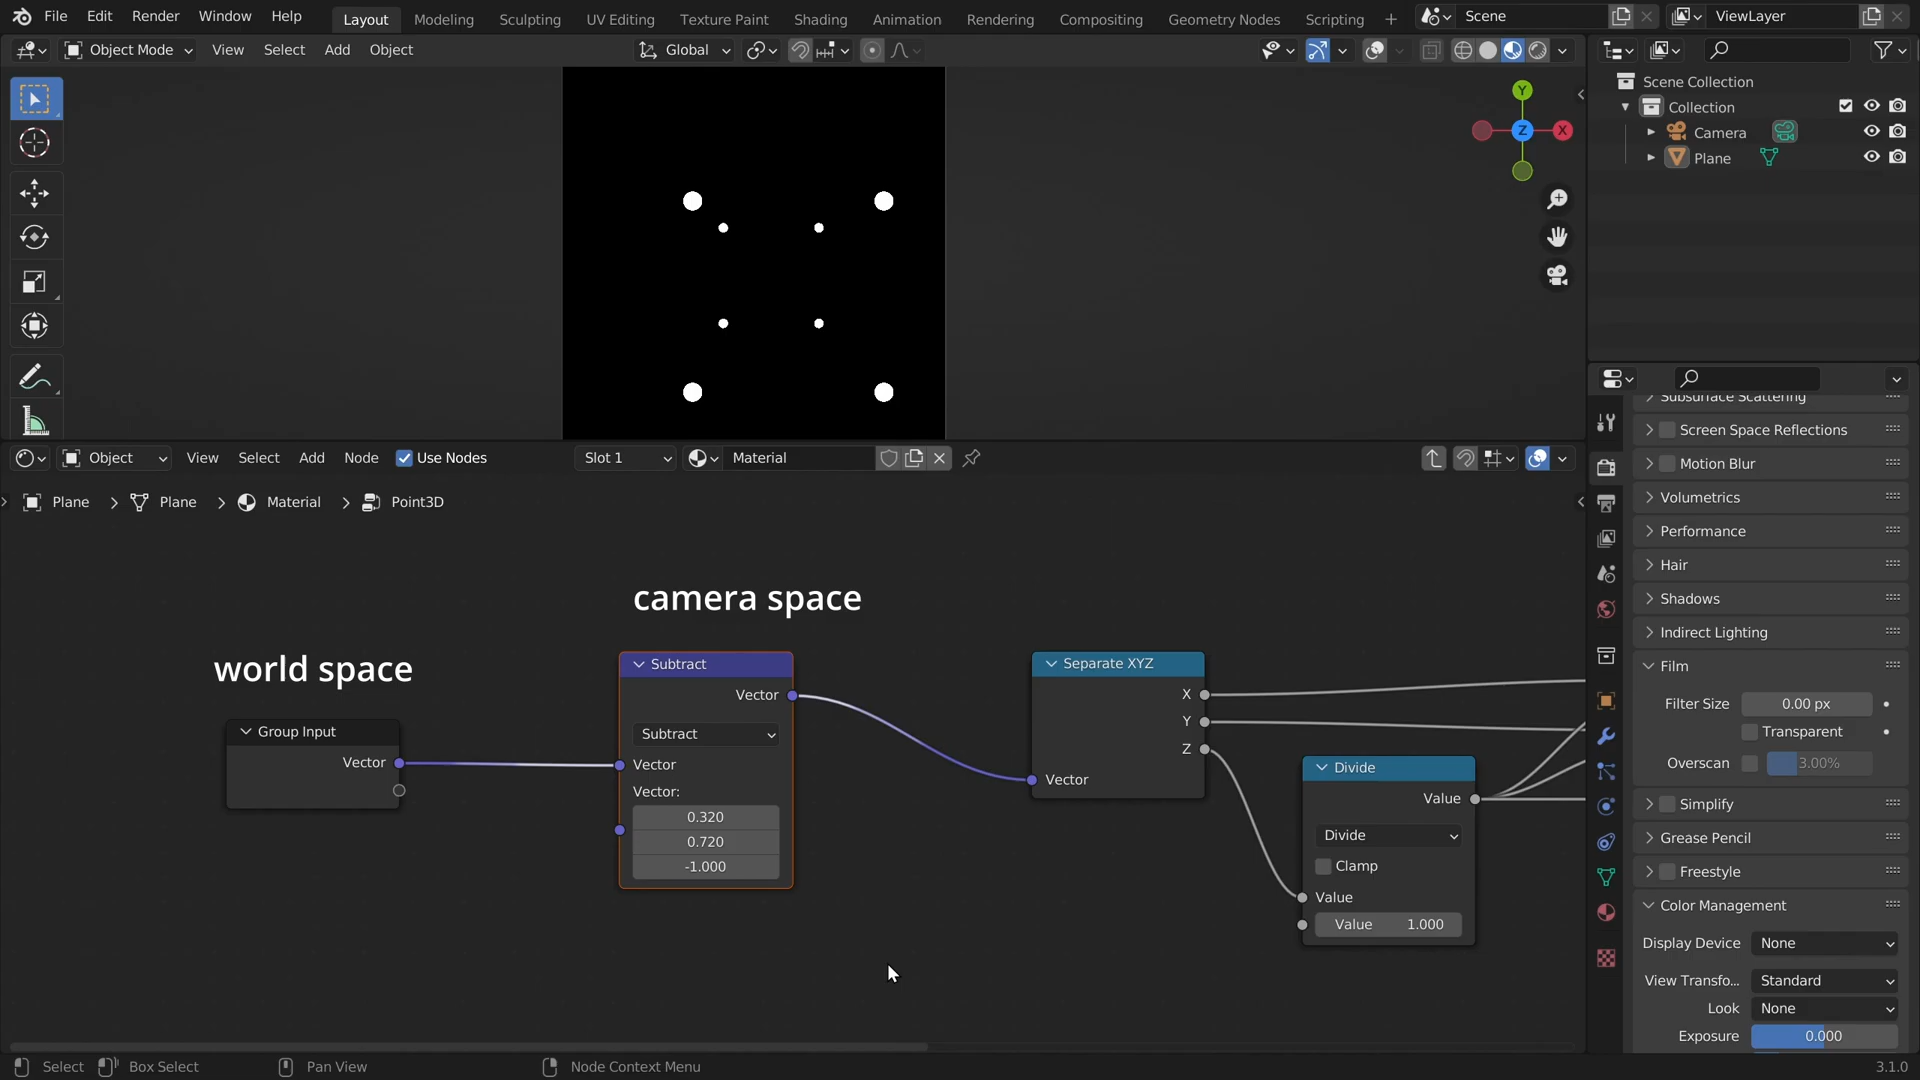 File Edit Render Window Help Layout Modeling Sculpting UV Editing Texture Paint Shading Animation Rendering Compositing Geometry Nodes Scripting + Scene ViewLayer
Object Mode View Select Add Object Global
Scene Collection
Collection
Camera
Plane
Y
Z X
Subsurface Scattering
Screen Space Reflections
Motion Blur
Volumetrics
Performance
Hair
Shadows
Indirect Lighting
Film
Filter Size 0.00 px
Transparent
Overscan 3.00%
Simplify
Grease Pencil
Freestyle
Color Management
Display Device None
View Transfo... Standard
Look None
Exposure 0.000
Object View Select Add Node Use Nodes Slot 1 Material
Plane > Plane > Material > Point3D
camera space
world space
Group Input
Vector
Subtract
Vector
Subtract
Vector
Vector:
0.320
0.720
-1.000
Separate XYZ
X
Y
Z
Vector
Divide
Value
Divide
Clamp
Value
Value 1.000
Select Box Select Pan View Node Context Menu 3.1.0